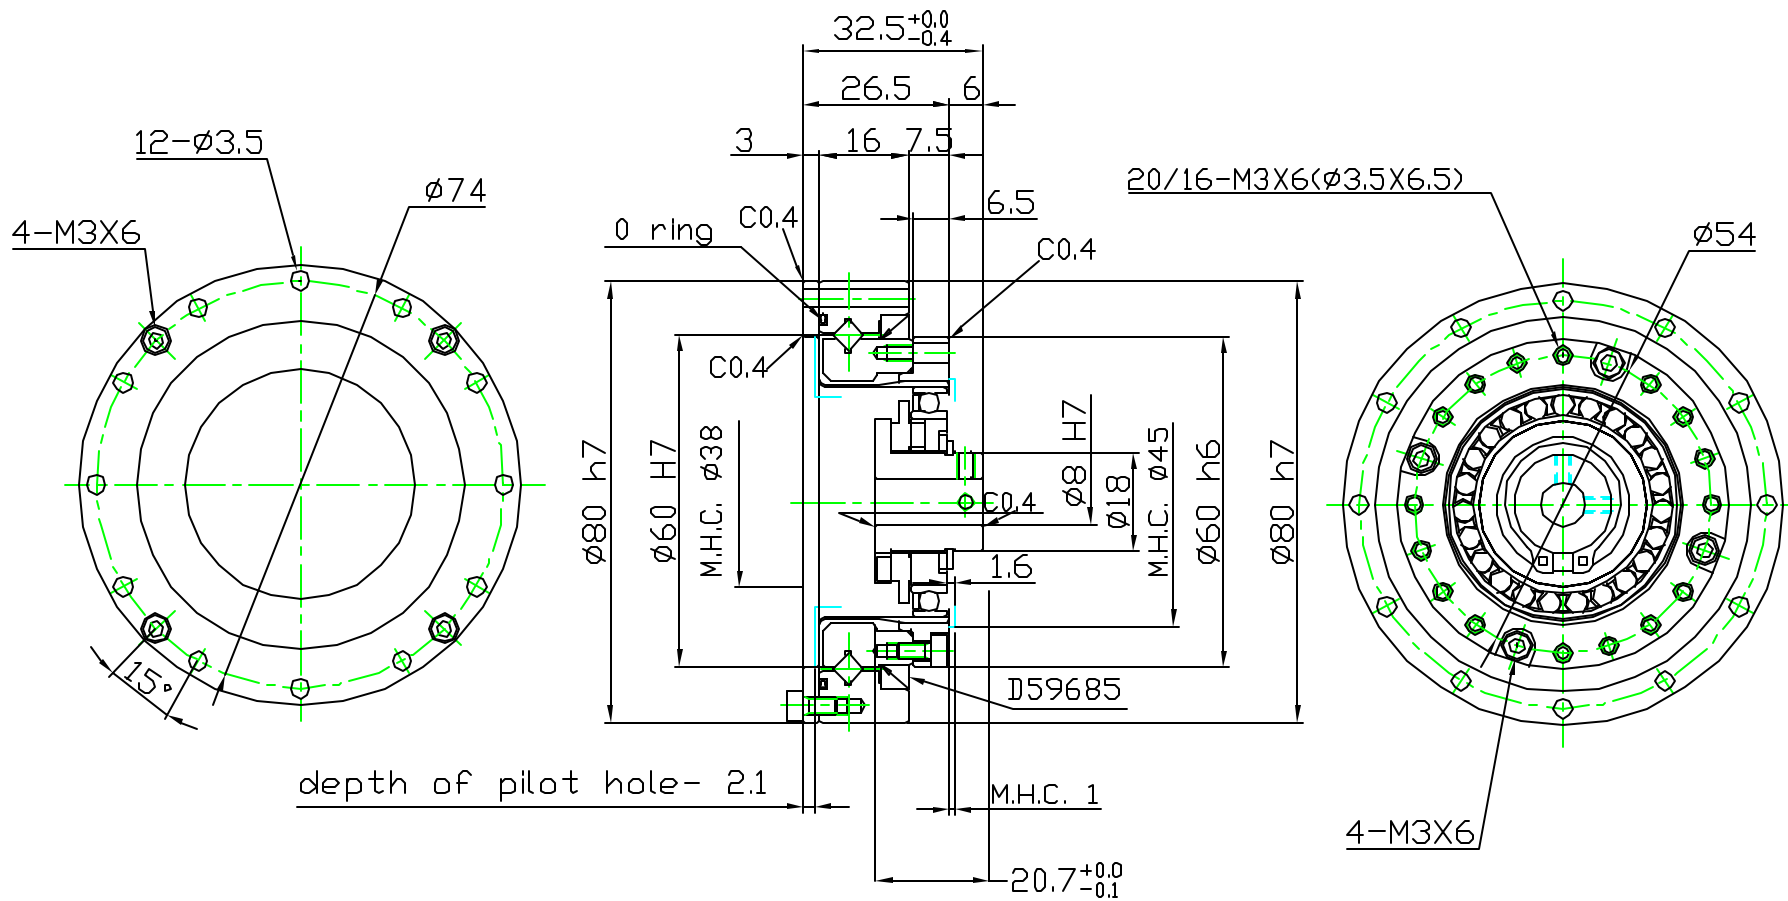 32.5+0.0
-0.4
26.5
6
3
16
7.5
12-ø3.5
ø74
4-M3X6
15°
6.5
C0.4
O ring
C0.4
C0.4
20/16-M3X6(ø3.5X6.5)
ø54
ø80 h7
ø60 H7
M.H.C. ø38
C0.4
ø8 H7
ø18
M.H.C. ø45
ø60 h6
ø80 h7
1.6
D59685
depth of pilot hole- 2.1
M.H.C. 1
4-M3X6
20.7+0.0
-0.1